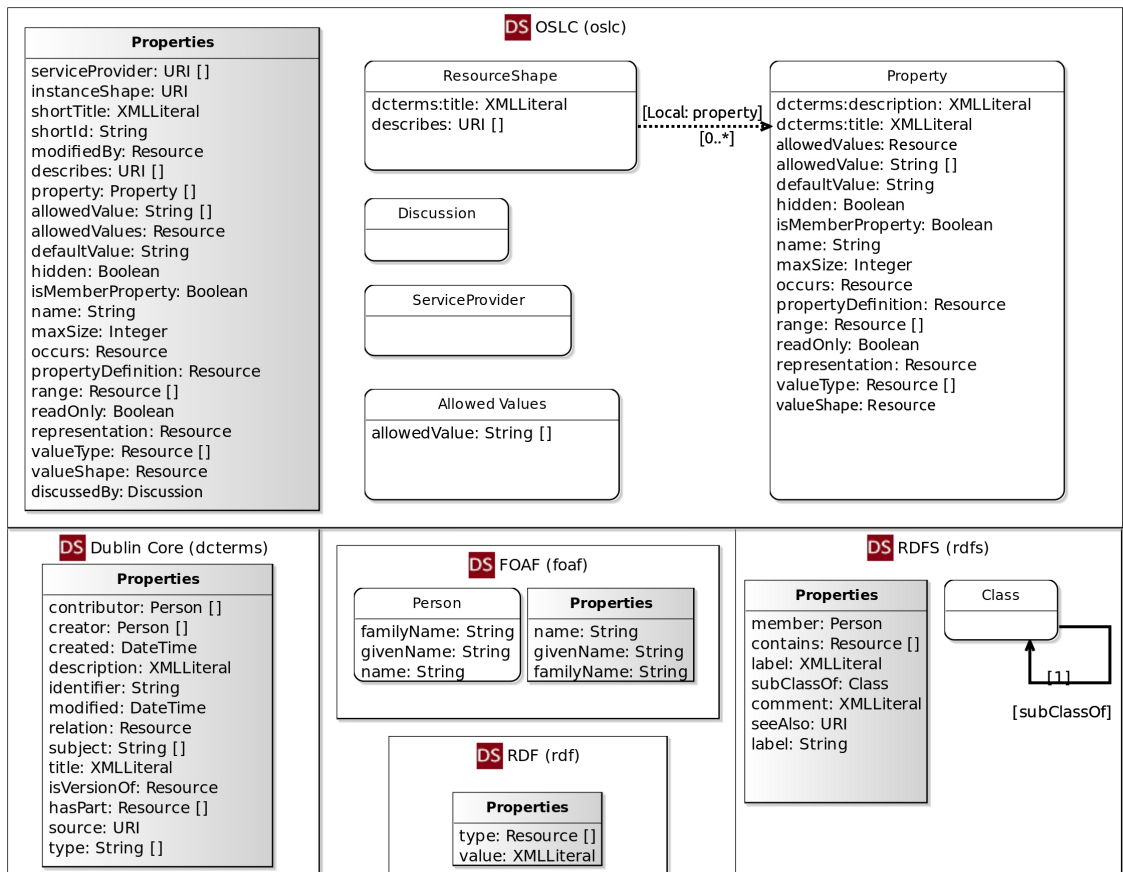 DS OSLC (oslc)
Properties
serviceProvider: URI []
instanceShape: URI
shortTitle: XMLLiteral
shortId: String
modifiedBy: Resource
describes: URI []
property: Property []
allowedValue: String []
allowedValues: Resource
defaultValue: String
hidden: Boolean
isMemberProperty: Boolean
name: String
maxSize: Integer
occurs: Resource
propertyDefinition: Resource
range: Resource []
readOnly: Boolean
representation: Resource
valueType: Resource []
valueShape: Resource
discussedBy: Discussion
ResourceShape
dcterms:title: XMLLiteral
describes: URI []
[Local: property]
[0..*]
Discussion
ServiceProvider
Allowed Values
allowedValue: String []
Property
dcterms:description: XMLLiteral
dcterms:title: XMLLiteral
allowedValues: Resource
allowedValue: String []
defaultValue: String
hidden: Boolean
isMemberProperty: Boolean
name: String
maxSize: Integer
occurs: Resource
propertyDefinition: Resource
range: Resource []
readOnly: Boolean
representation: Resource
valueType: Resource []
valueShape: Resource
DS Dublin Core (dcterms)
Properties
contributor: Person []
creator: Person []
created: DateTime
description: XMLLiteral
identifier: String
modified: DateTime
relation: Resource
subject: String []
title: XMLLiteral
isVersionOf: Resource
hasPart: Resource []
source: URI
type: String []
DS FOAF (foaf)
Person
familyName: String
givenName: String
name: String
Properties
name: String
givenName: String
familyName: String
DS RDF (rdf)
Properties
type: Resource []
value: XMLLiteral
DS RDFS (rdfs)
Properties
member: Person
contains: Resource []
label: XMLLiteral
subClassOf: Class
comment: XMLLiteral
seeAlso: URI
label: String
Class
[1]
[subClassOf]